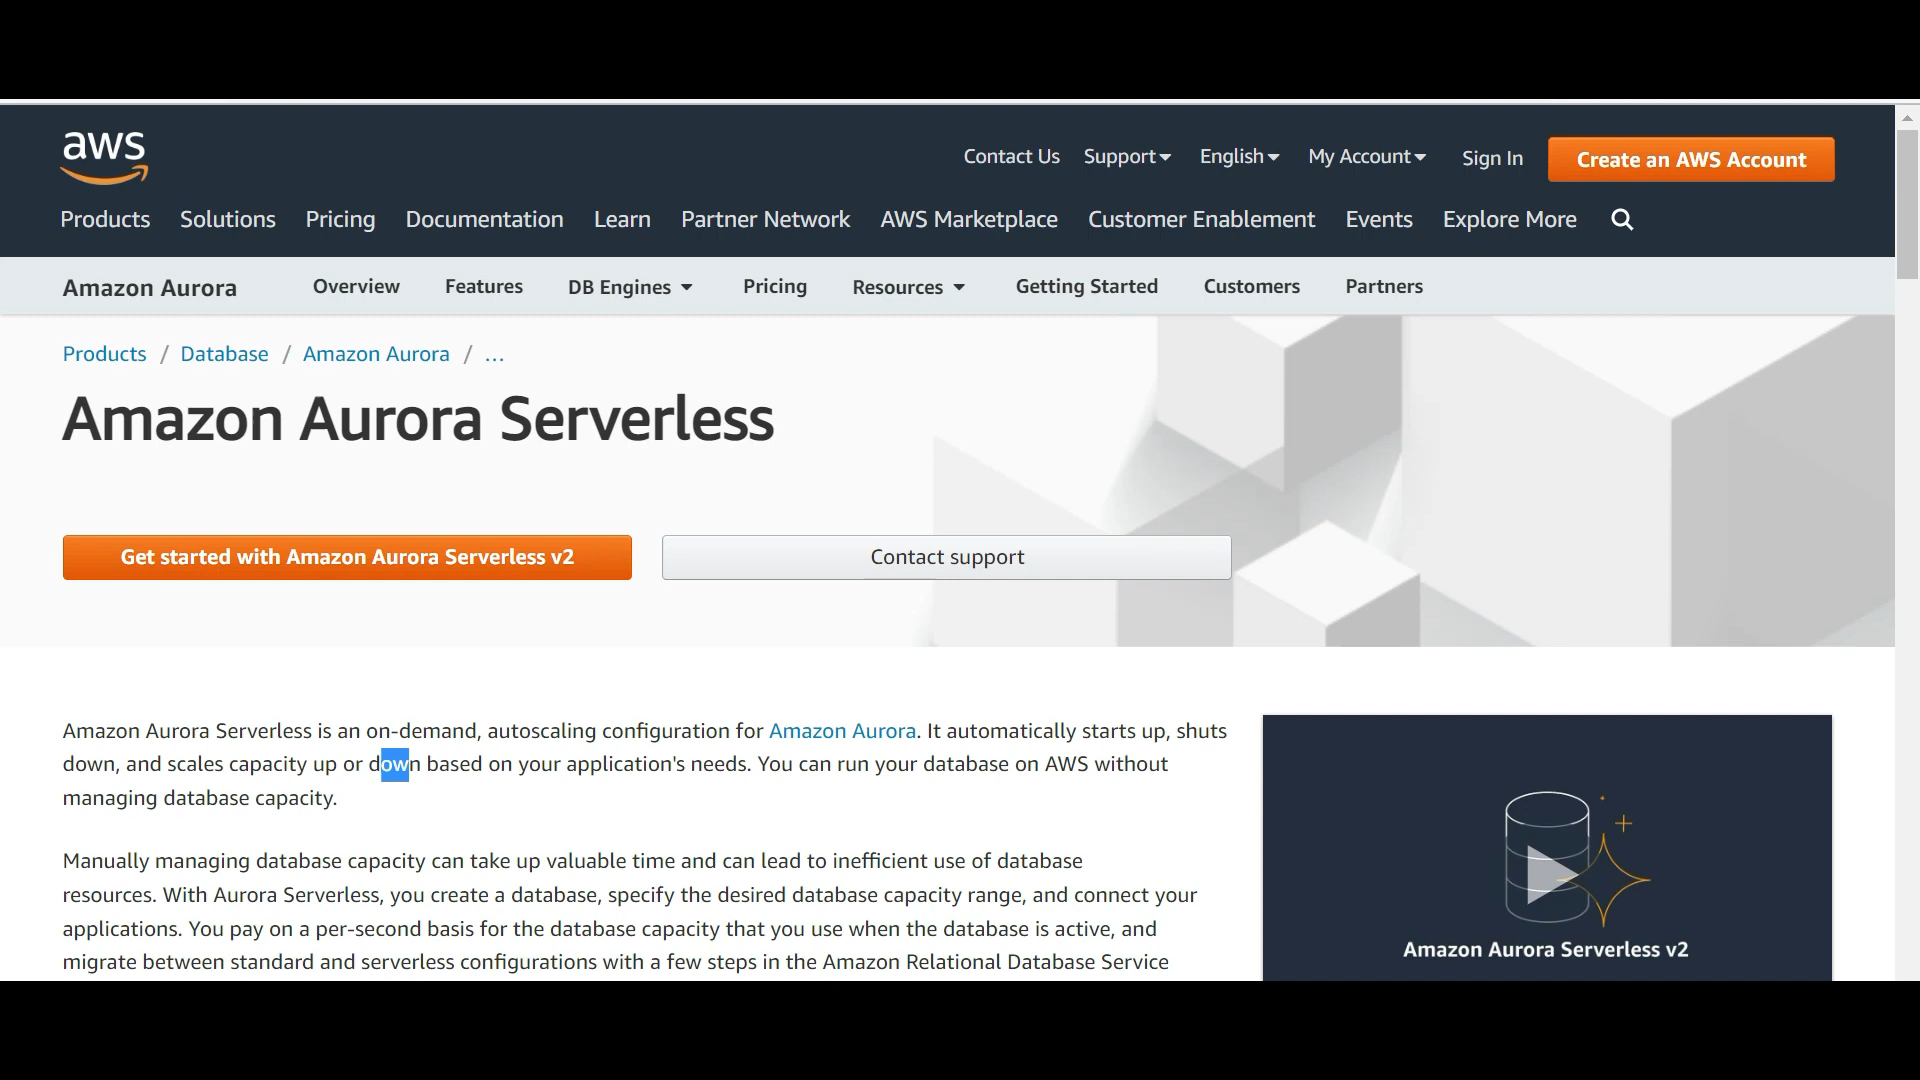 aws
Contact Us Support English My Account Sign In Create an AWS Account
Products Solutions Pricing Documentation Learn Partner Network AWS Marketplace Customer Enablement Events Explore More
Amazon Aurora Overview Features DB Engines Pricing Resources Getting Started Customers Partners
Products / Database / Amazon Aurora / ...
Amazon Aurora Serverless
Get started with Amazon Aurora Serverless v2 Contact support
Amazon Aurora Serverless is an on-demand, autoscaling configuration for Amazon Aurora. It automatically starts up, shuts
down, and scales capacity up or down based on your application's needs. You can run your database on AWS without
managing database capacity.
Manually managing database capacity can take up valuable time and can lead to inefficient use of database
resources. With Aurora Serverless, you create a database, specify the desired database capacity range, and connect your
applications. You pay on a per-second basis for the database capacity that you use when the database is active, and
migrate between standard and serverless configurations with a few steps in the Amazon Relational Database Service
Amazon Aurora Serverless v2